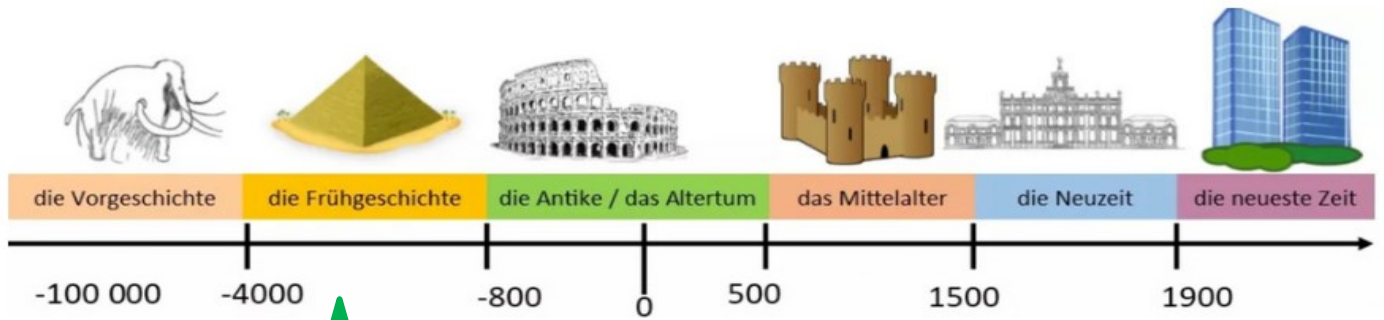 die Vorgeschichte die Frühgeschichte die Antike / das Altertum das Mittelalter die Neuzeit die neueste Zeit
-100 000 -4000 -800 0 500 1500 1900